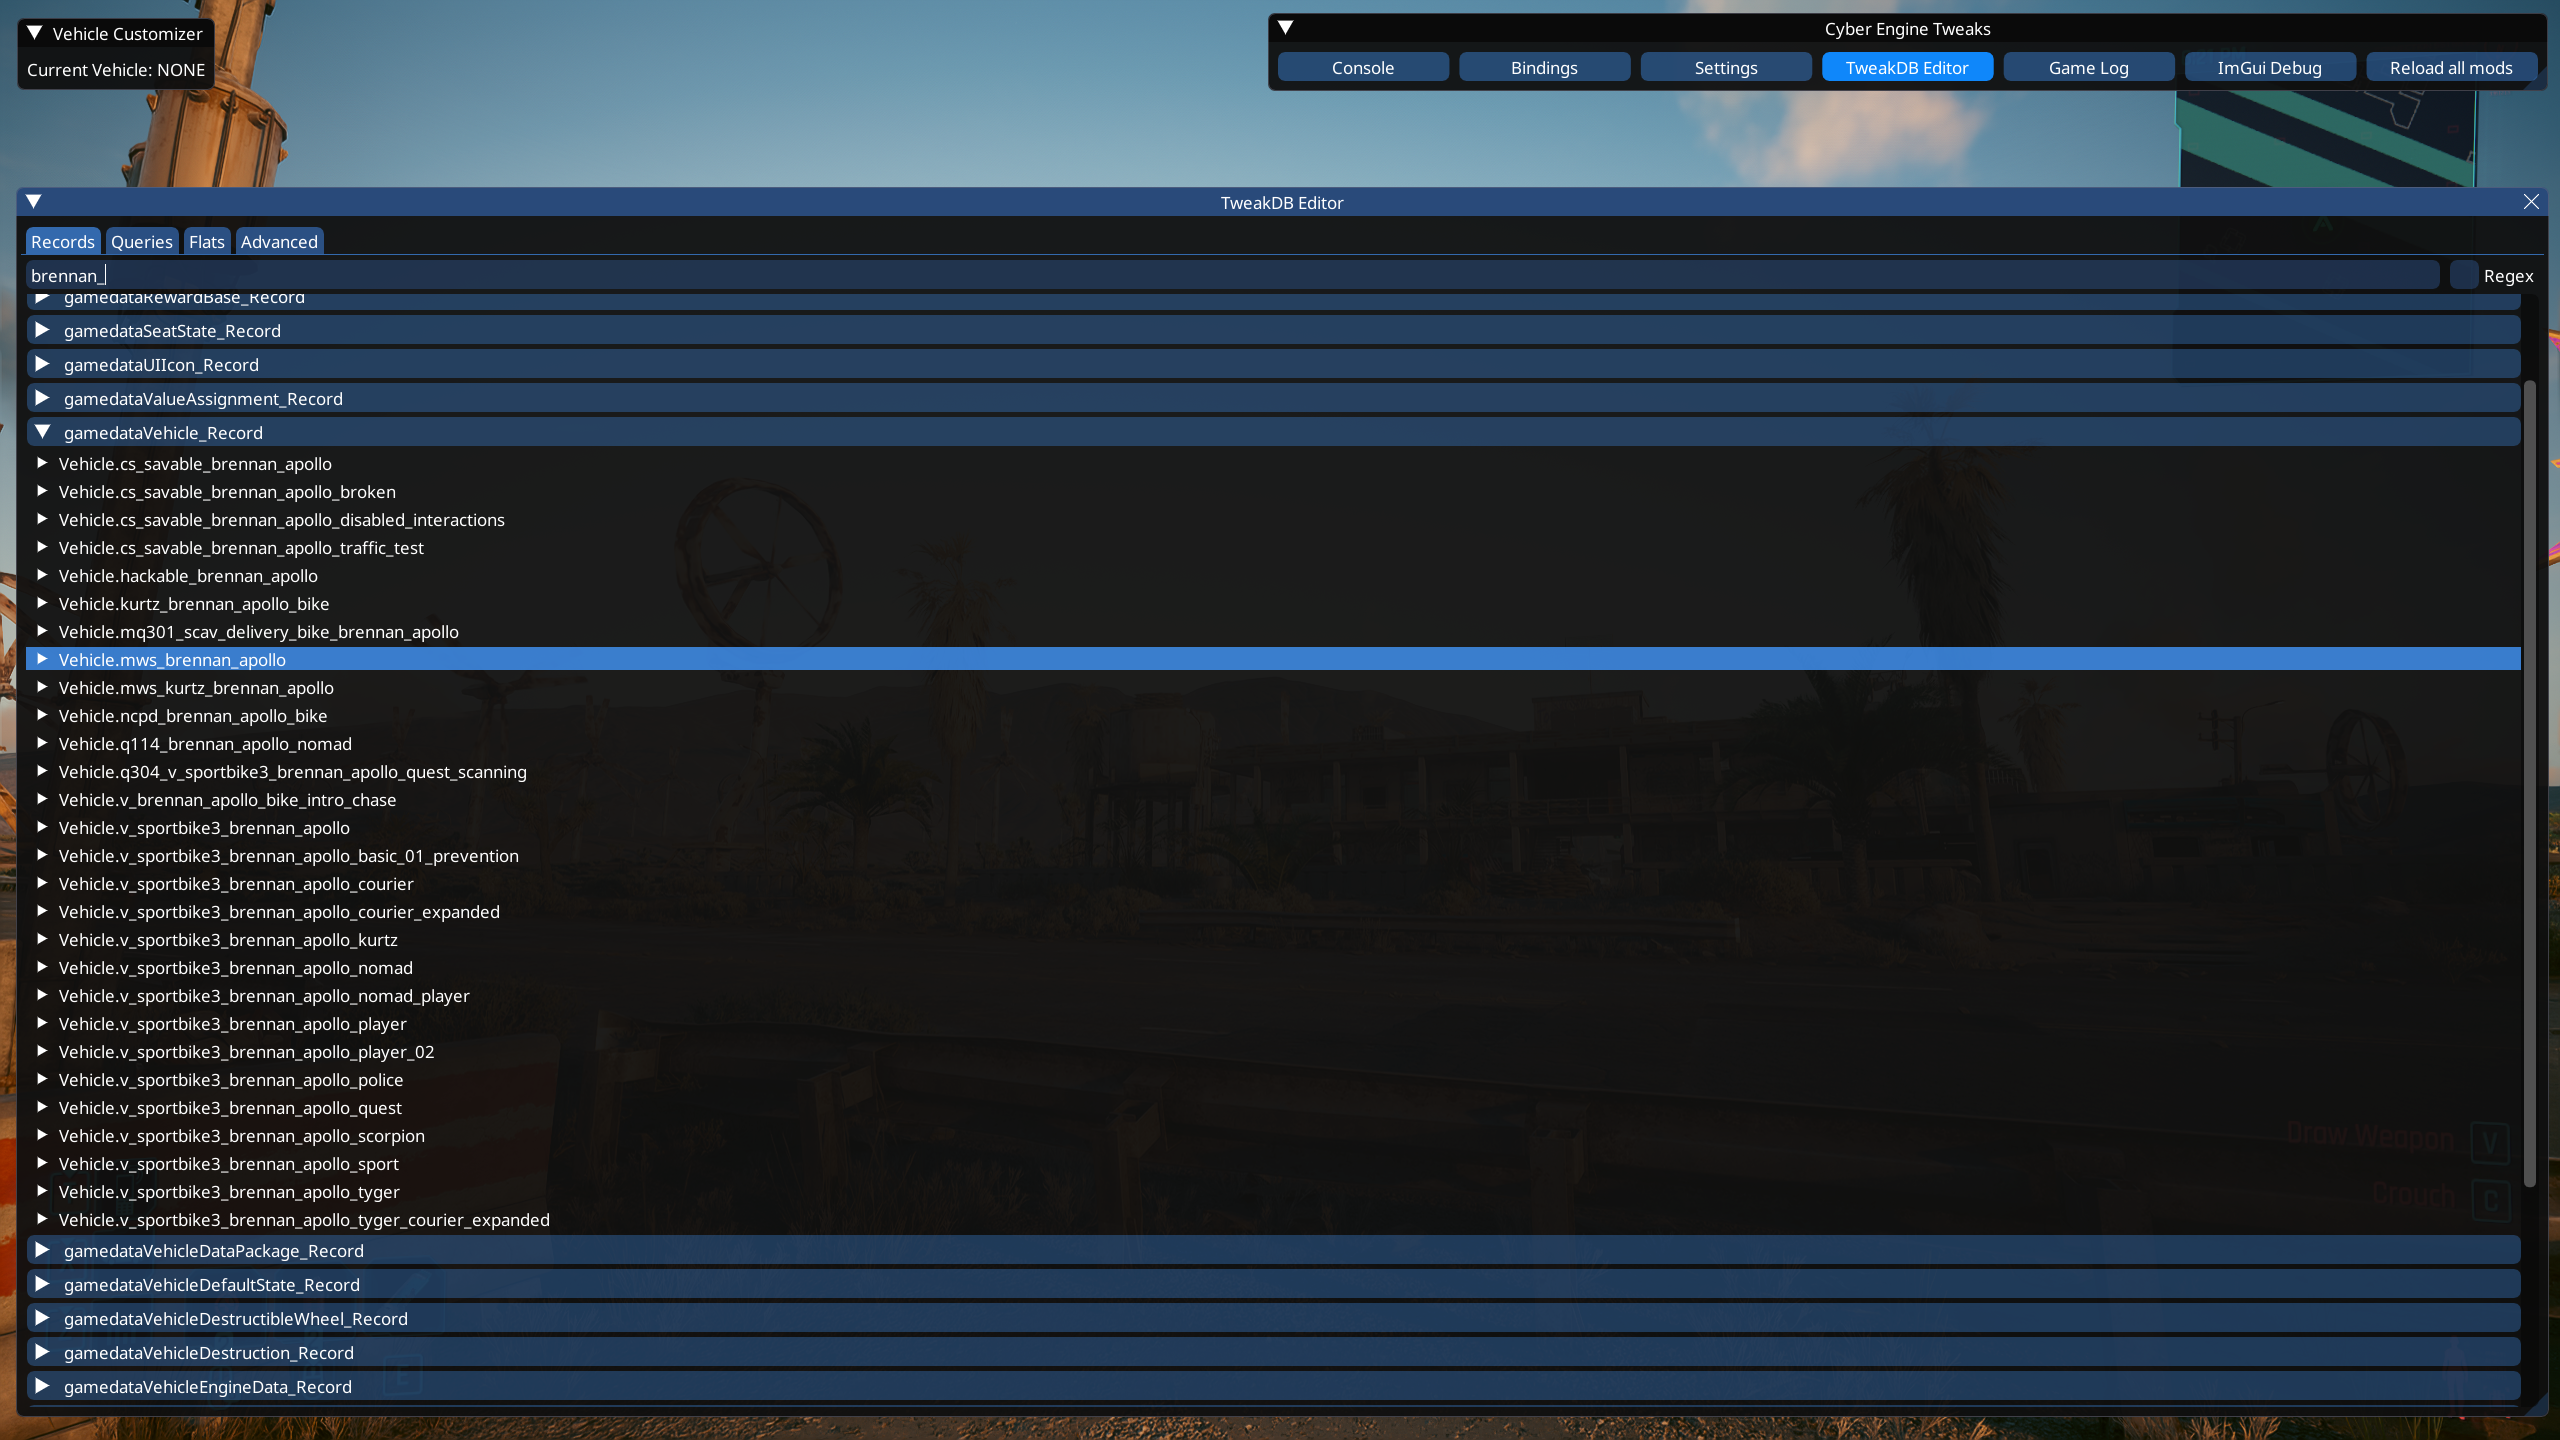 Vehicle Customizer
Current Vehicle: NONE
Cyber Engine Tweaks
Console Bindings Settings TweakDB Editor Game Log ImGui Debug Reload all mods
TweakDB Editor
Records Queries Flats Advanced
brennan_ Regex
gamedataRewardBase_Record
gamedataSeatState_Record
gamedataUIIcon_Record
gamedataValueAssignment_Record
gamedataVehicle_Record
Vehicle.cs_savable_brennan_apollo
Vehicle.cs_savable_brennan_apollo_broken
Vehicle.cs_savable_brennan_apollo_disabled_interactions
Vehicle.cs_savable_brennan_apollo_traffic_test
Vehicle.hackable_brennan_apollo
Vehicle.kurtz_brennan_apollo_bike
Vehicle.mq301_scav_delivery_bike_brennan_apollo
Vehicle.mws_brennan_apollo
Vehicle.mws_kurtz_brennan_apollo
Vehicle.ncpd_brennan_apollo_bike
Vehicle.q114_brennan_apollo_nomad
Vehicle.q304_v_sportbike3_brennan_apollo_quest_scanning
Vehicle.v_brennan_apollo_bike_intro_chase
Vehicle.v_sportbike3_brennan_apollo
Vehicle.v_sportbike3_brennan_apollo_basic_01_prevention
Vehicle.v_sportbike3_brennan_apollo_courier
Vehicle.v_sportbike3_brennan_apollo_courier_expanded
Vehicle.v_sportbike3_brennan_apollo_kurtz
Vehicle.v_sportbike3_brennan_apollo_nomad
Vehicle.v_sportbike3_brennan_apollo_nomad_player
Vehicle.v_sportbike3_brennan_apollo_player
Vehicle.v_sportbike3_brennan_apollo_player_02
Vehicle.v_sportbike3_brennan_apollo_police
Vehicle.v_sportbike3_brennan_apollo_quest
Vehicle.v_sportbike3_brennan_apollo_scorpion
Vehicle.v_sportbike3_brennan_apollo_sport
Vehicle.v_sportbike3_brennan_apollo_tyger
Vehicle.v_sportbike3_brennan_apollo_tyger_courier_expanded
Draw Weapon V
Crouch C
gamedataVehicleDataPackage_Record
gamedataVehicleDefaultState_Record
gamedataVehicleDestructibleWheel_Record
gamedataVehicleDestruction_Record
gamedataVehicleEngineData_Record
E